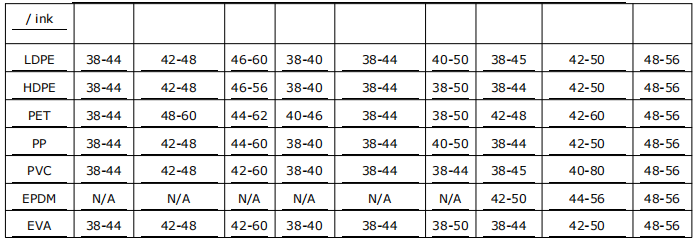 / ink
LDPE 38-44 42-48 46-60 38-40 38-44 40-50 38-45 42-50 48-56
HDPE 38-44 42-48 46-56 38-40 38-44 38-50 38-44 42-50 48-56
PET 38-44 48-60 44-62 40-46 38-44 38-50 42-48 42-60 48-56
PP 38-44 42-48 44-60 38-40 38-44 40-50 38-44 42-50 48-56
PVC 38-44 42-48 42-60 38-40 38-44 38-44 38-45 40-80 48-56
EPDM N/A N/A N/A N/A N/A N/A 42-50 44-56 48-56
EVA 38-44 42-48 42-60 38-40 38-44 38-50 38-44 42-50 48-56